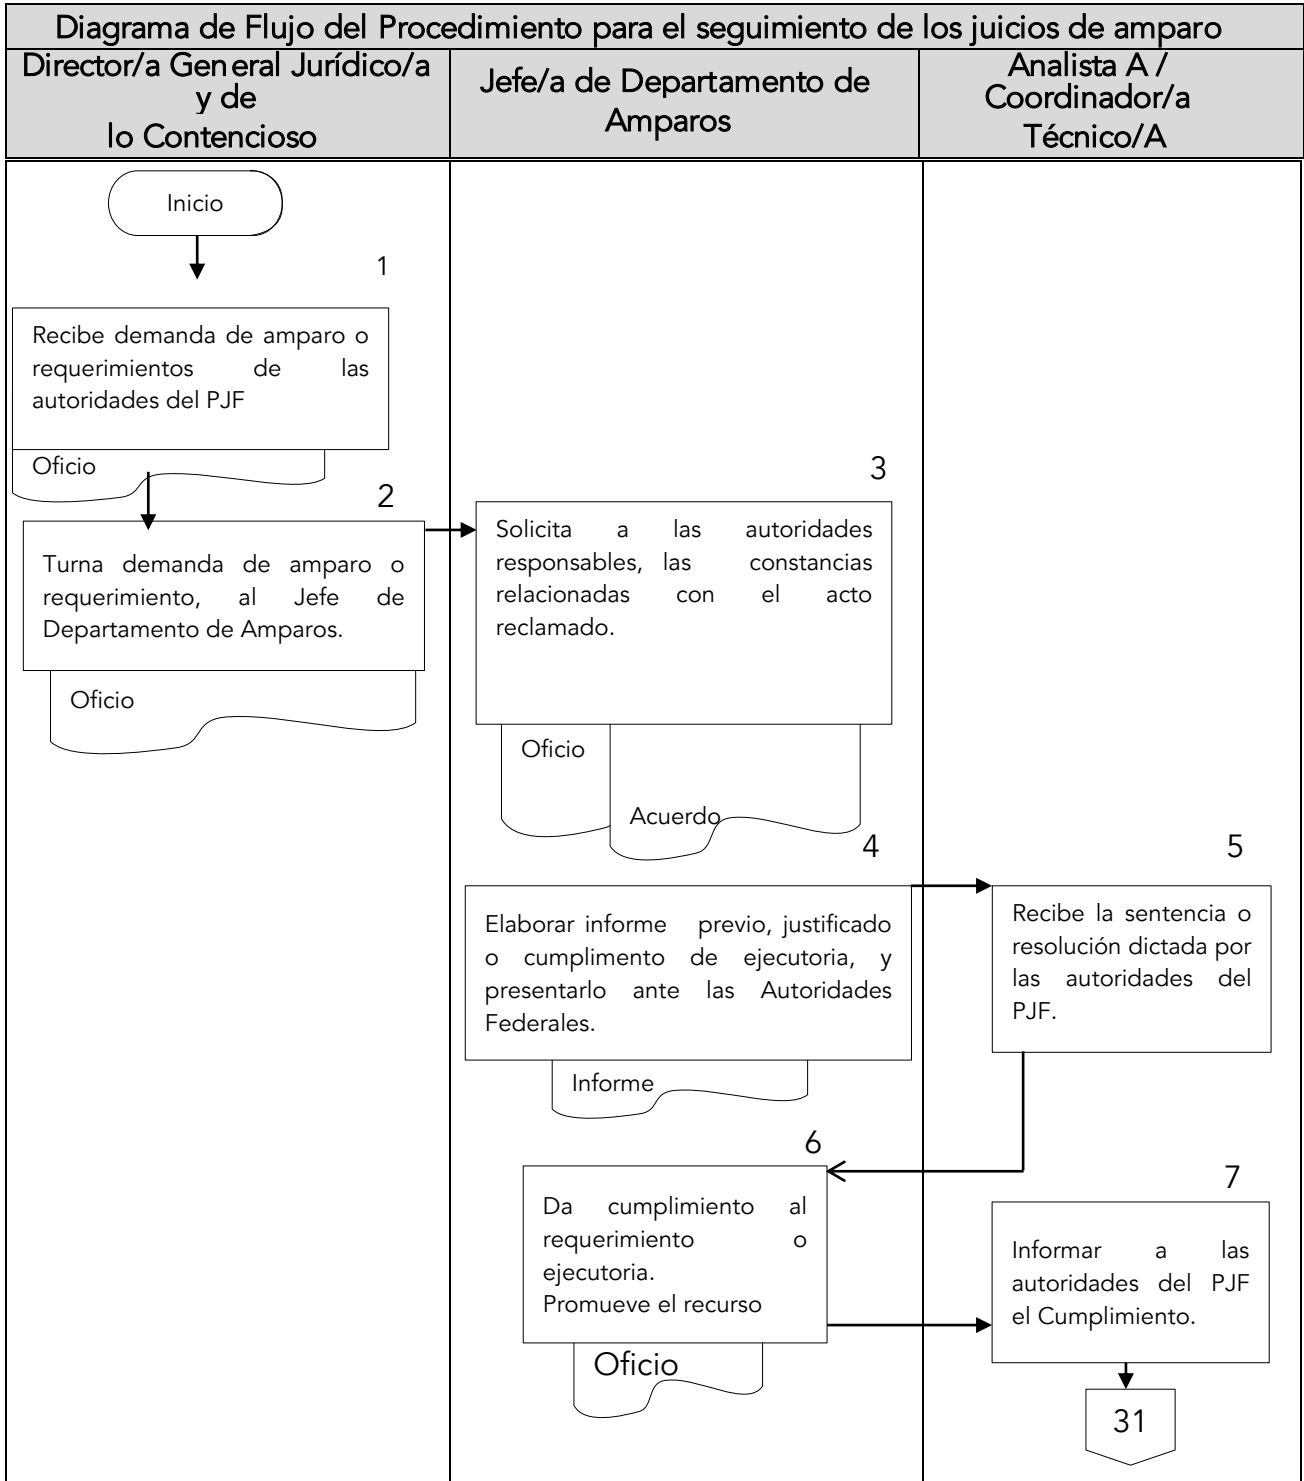 Diagrama de Flujo del Procedimiento para el seguimiento de los juicios de amparo
Director/a General Jurídico/a
y de
lo Contencioso
Jefe/a de Departamento de
Amparos
Analista A /
Coordinador/a
Técnico/A
Inicio
1
Recibe demanda de amparo o
requerimientos de las
autoridades del PJF
Oficio
2
Turna demanda de amparo o
requerimiento, al Jefe de
Departamento de Amparos.
Oficio
3
Solicita a las autoridades
responsables, las constancias
relacionadas con el acto
reclamado.
Oficio
Acuerdo
4
Elaborar informe previo, justificado
o cumplimento de ejecutoria, y
presentarlo ante las Autoridades
Federales.
Informe
5
Recibe la sentencia o
resolución dictada por
las autoridades del
PJF.
6
Da cumplimiento al
requerimiento o
ejecutoria.
Promueve el recurso
Oficio
7
Informar a las
autoridades del PJF
el Cumplimiento.
31